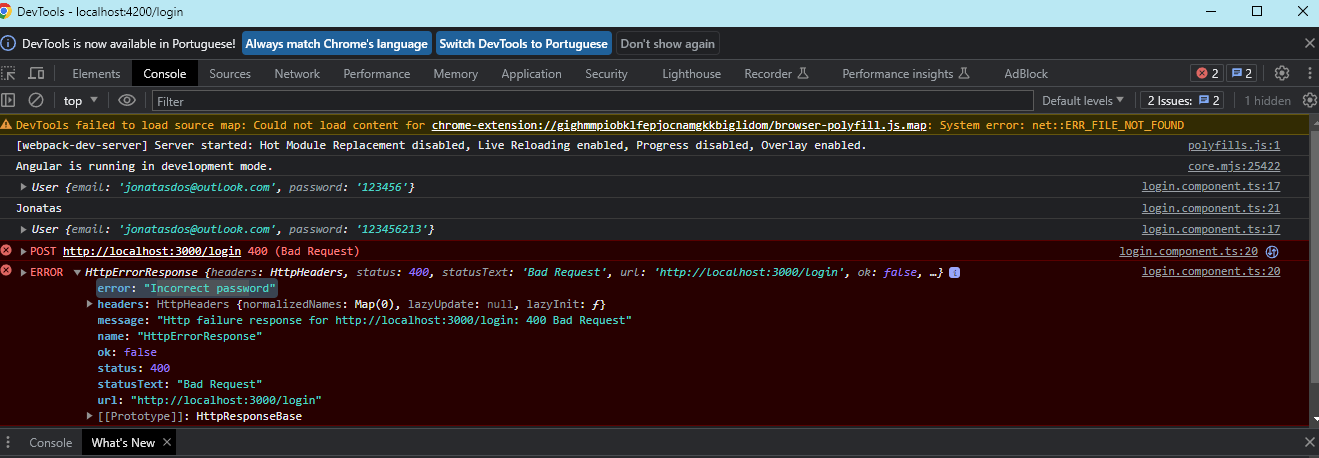 DevTools - localhost:4200/login
DevTools is now available in Portuguese! Always match Chrome's language Switch DevTools to Portuguese Don't show again
Elements Console Sources Network Performance Memory Application Security Lighthouse Recorder Performance insights AdBlock 2 2
top Filter Default levels 2 Issues: 2 1 hidden
DevTools failed to load source map: Could not load content for chrome-extension://gighmmpiobklfepjocnamgkkbiglidom/browser-polyfill.js.map: System error: net::ERR_FILE_NOT_FOUND
[webpack-dev-server] Server started: Hot Module Replacement disabled, Live Reloading enabled, Progress disabled, Overlay enabled. polyfills.js:1
Angular is running in development mode. core.mjs:25422
User {email: 'jonatasdos@outlook.com', password: '123456'} login.component.ts:17
Jonatas login.component.ts:21
User {email: 'jonatasdos@outlook.com', password: '123456213'} login.component.ts:17
POST http://localhost:3000/login 400 (Bad Request) login.component.ts:20
ERROR HttpErrorResponse {headers: HttpHeaders, status: 400, statusText: 'Bad Request', url: 'http://localhost:3000/login', ok: false, …} i login.component.ts:20
error: "Incorrect password"
headers: HttpHeaders {normalizedNames: Map(0), lazyUpdate: null, lazyInit: ƒ}
message: "Http failure response for http://localhost:3000/login: 400 Bad Request"
name: "HttpErrorResponse"
ok: false
status: 400
statusText: "Bad Request"
url: "http://localhost:3000/login"
[[Prototype]]: HttpResponseBase
Console What's New